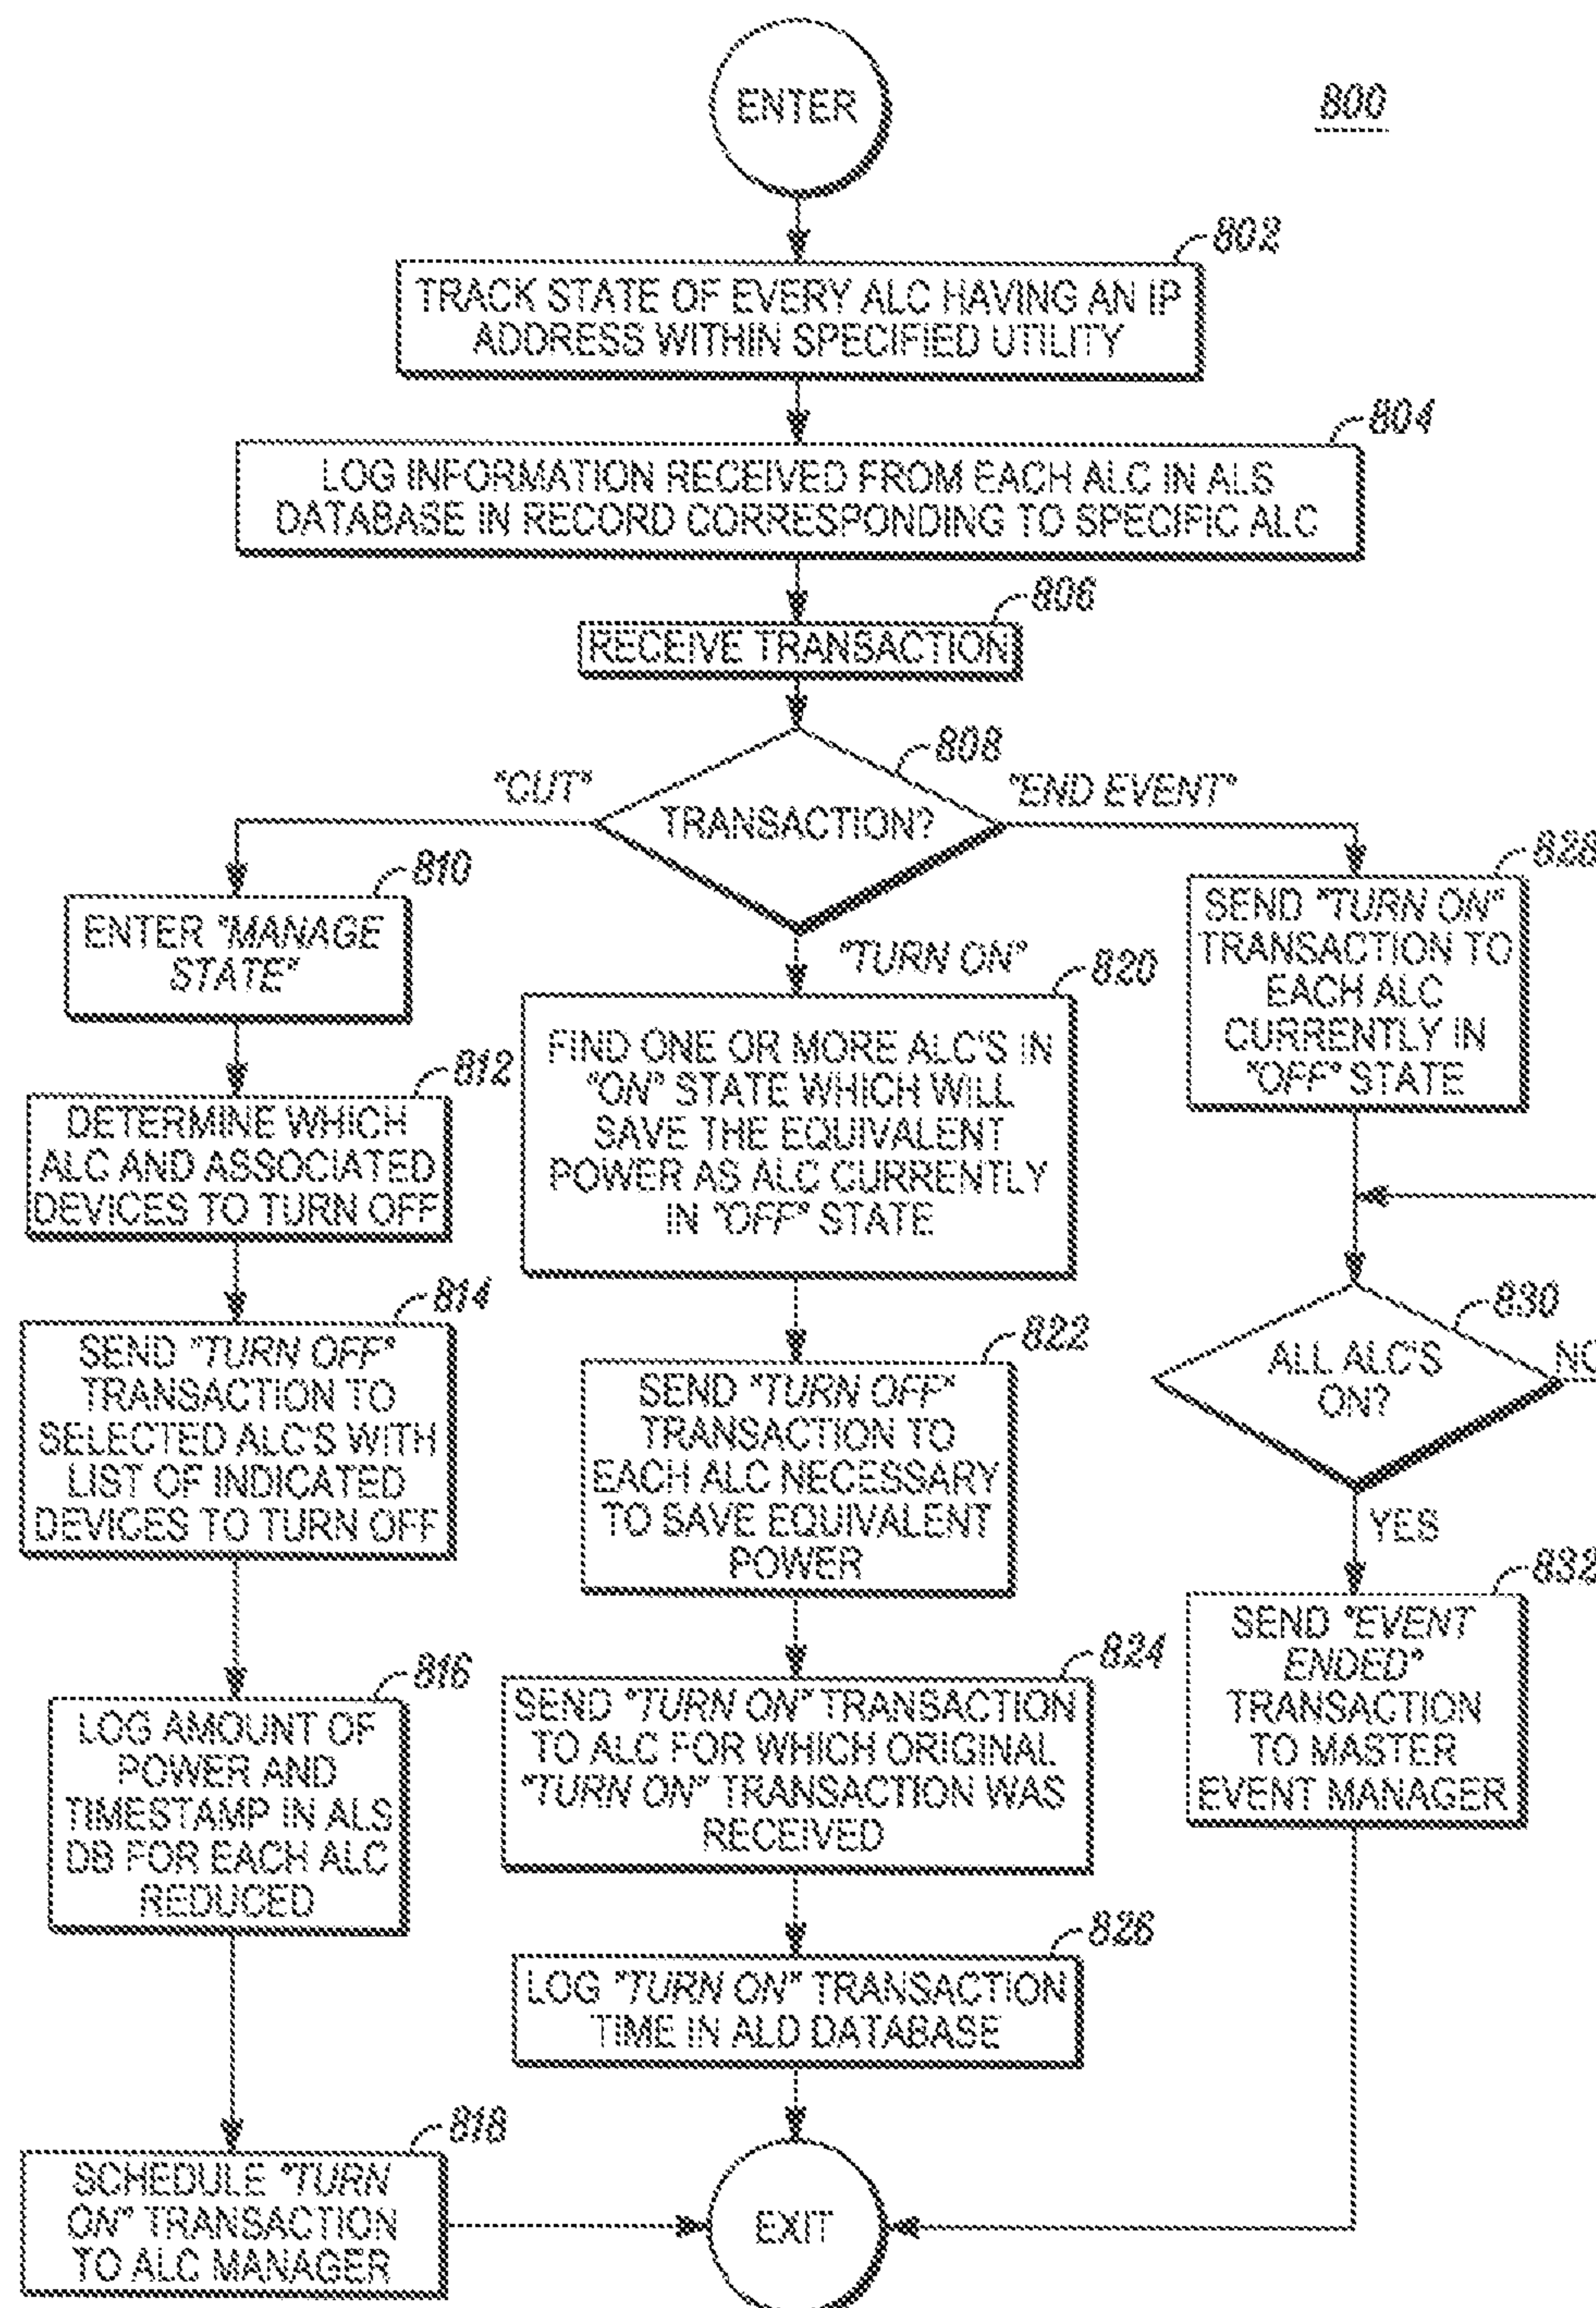 ENTER
800
802
TRACK STATE OF EVERY ALC HAVING AN IP
ADDRESS WITHIN SPECIFIED UTILITY
804
LOG INFORMATION RECEIVED FROM EACH ALC IN ALS
DATABASE IN RECORD CORRESPONDING TO SPECIFIC ALC
806
RECEIVE TRANSACTION
808
TRANSACTION?
"CUT"
"END EVENT"
"TURN ON"
810
ENTER "MANAGE
STATE"
812
DETERMINE WHICH
ALC AND ASSOCIATED
DEVICES TO TURN OFF
814
SEND "TURN OFF"
TRANSACTION TO
SELECTED ALC'S WITH
LIST OF INDICATED
DEVICES TO TURN OFF
816
LOG AMOUNT OF
POWER AND
TIMESTAMP IN ALS
DB FOR EACH ALC
REDUCED
818
SCHEDULE "TURN
ON" TRANSACTION
TO ALC MANAGER
820
FIND ONE OR MORE ALC'S IN
"ON" STATE WHICH WILL
SAVE THE EQUIVALENT
POWER AS ALC CURRENTLY
IN "OFF" STATE
822
SEND "TURN OFF"
TRANSACTION TO
EACH ALC NECESSARY
TO SAVE EQUIVALENT
POWER
824
SEND "TURN ON" TRANSACTION
TO ALC FOR WHICH ORIGINAL
"TURN ON" TRANSACTION WAS
RECEIVED
826
LOG "TURN ON" TRANSACTION
TIME IN ALD DATABASE
828
SEND "TURN ON"
TRANSACTION TO
EACH ALC
CURRENTLY IN
"OFF" STATE
830
ALL ALC'S
ON?
NO
YES
832
SEND "EVENT
ENDED"
TRANSACTION
TO MASTER
EVENT MANAGER
EXIT